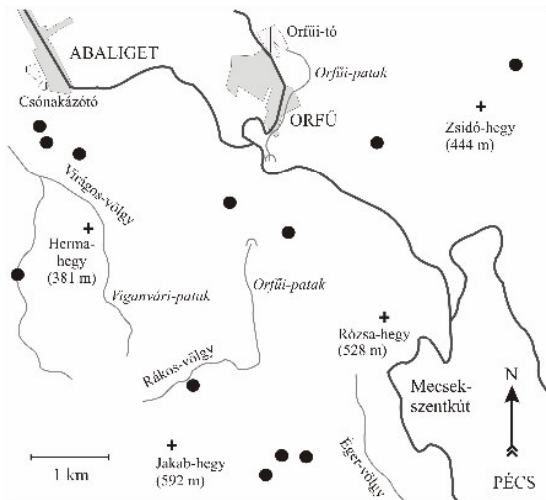 Orfűi-tó
ABALIGET
Orfűi-patak
Csónakázótó
ORFŰ
Zsidó-hegy
(444 m)
Virágos-völgy
Herma-
hegy
(381 m)
Viganvári-patak
Orfűi-patak
Rózsa-hegy
(528 m)
Rákos-völgy
Mecsek-
szentkút
N
Jakab-hegy
(592 m)
Éger-völgy
1 km
PÉCS